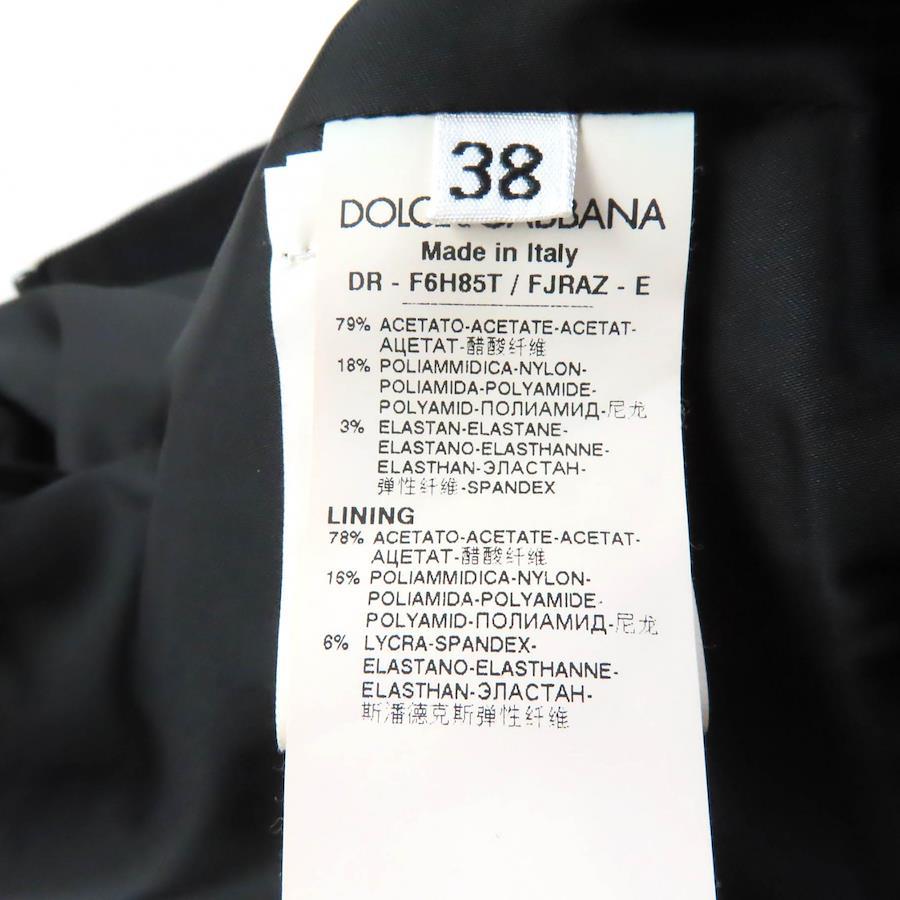 38
DOLCE & GABBANA
Made in Italy
DR - F6H85T / FJRAZ - E
79% ACETATO-ACETATE-ACETAT-
АЦЕТАТ-醋酸纤维
18% POLIAMMIDICA-NYLON-
POLIAMIDA-POLYAMIDE-
POLYAMID-ПОЛИАМИД-尼龙
3% ELASTAN-ELASTANE-
ELASTANO-ELASTHANNE-
ELASTHAN-ЭЛАСТАН-
弹性纤维-SPANDEX
LINING
78% ACETATO-ACETATE-ACETAT-
АЦЕТАТ-醋酸纤维
16% POLIAMMIDICA-NYLON-
POLIAMIDA-POLYAMIDE-
POLYAMID-ПОЛИАМИД-尼龙
6% LYCRA-SPANDEX-
ELASTANO-ELASTHANNE-
ELASTHAN-ЭЛАСТАН-
斯潘德克斯弹性纤维